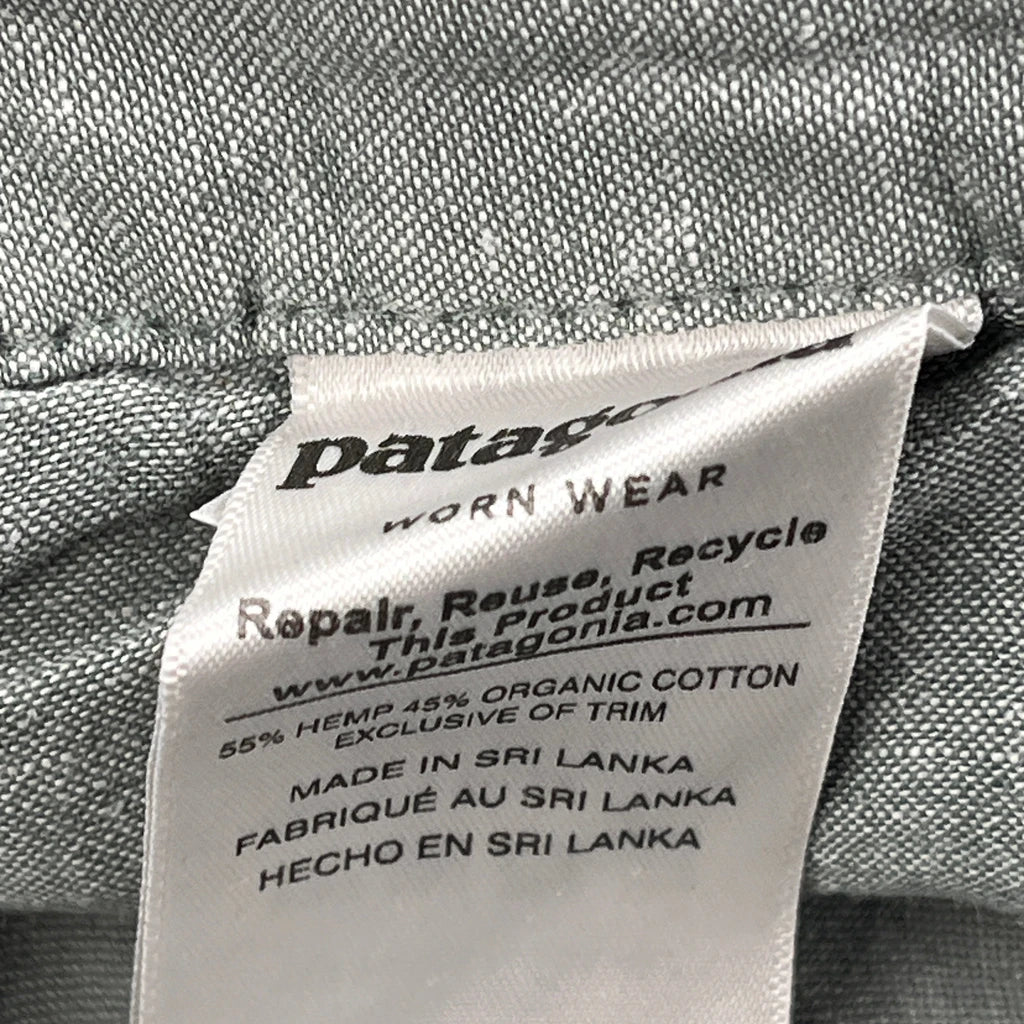 patagonia
WORN WEAR
Repair, Reuse, Recycle
This Product
www.patagonia.com
55% HEMP 45% ORGANIC COTTON
EXCLUSIVE OF TRIM
MADE IN SRI LANKA
FABRIQUÉ AU SRI LANKA
HECHO EN SRI LANKA